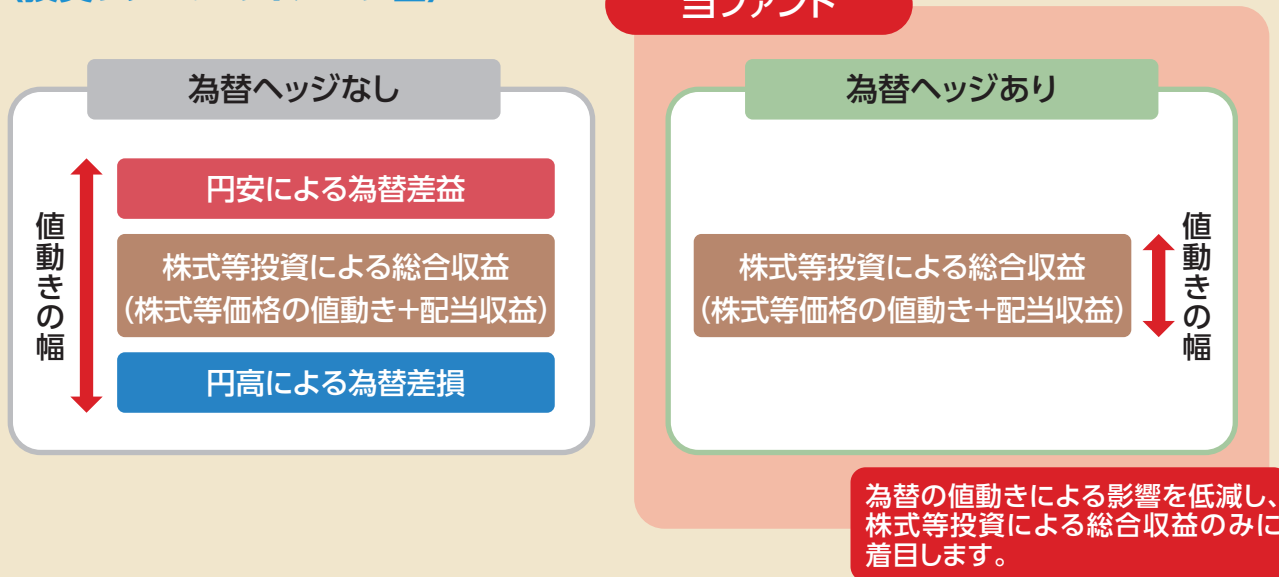 当ファンド
為替ヘッジなし
値動きの幅
円安による為替差益
株式等投資による総合収益
(株式等価格の値動き+配当収益)
円高による為替差損
為替ヘッジあり
株式等投資による総合収益
(株式等価格の値動き+配当収益)
値動きの幅
為替の値動きによる影響を低減し、
株式等投資による総合収益のみに
着目します。